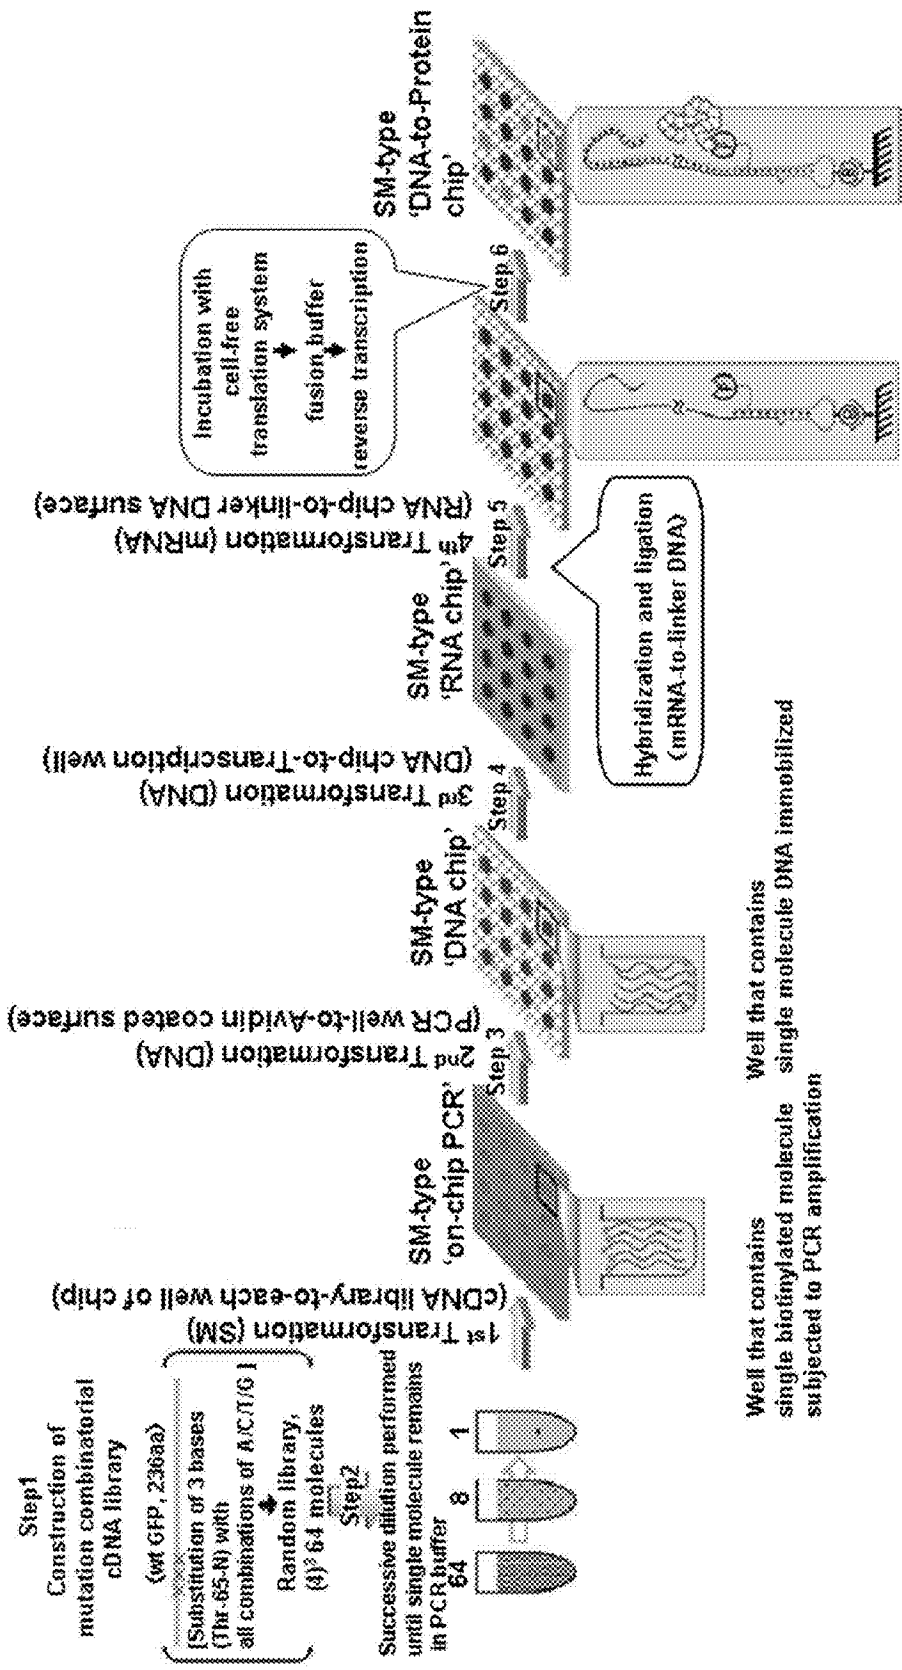 Step1
Construction of
mutation combinatorial
cDNA library
(wt GFP, 236aa)
[Substitution of 3 bases
(Thr-65-N) with
all combinations of A/C/T/G ]
Random library,
(4)³ 64 molecules
Step2
Successive dilution performed
until single molecule remains
in PCR buffer
64
8
1
1st Transformation (SM)
(cDNA library-to-each well of chip)
SM-type
'on-chip PCR'
Well that contains
single biotinylated molecule
subjected to PCR amplification
2nd Transformation (DNA)
(PCR well-to-Avidin coated surface)
Step 3
SM-type
'DNA chip'
Well that contains
single molecule DNA immobilized
3rd Transformation (DNA)
(DNA chip-to-Transcription well)
Step 4
SM-type
'RNA chip'
4th Transformation (mRNA)
(RNA chip-to-linker DNA surface)
Step 5
Hybridization and ligation
(mRNA-to-linker DNA)
Incubation with
cell-free
translation system
fusion buffer
reverse transcription
Step 6
SM-type
'DNA-to-Protein
chip'